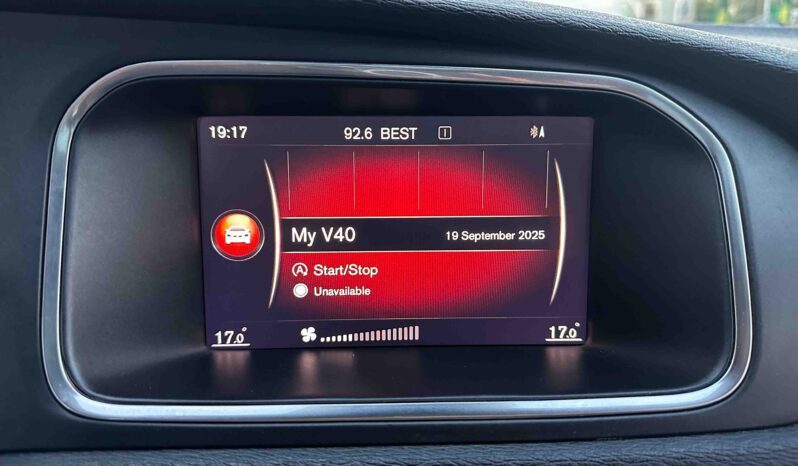 19:17 92.6 BEST I
My V40 19 September 2025
A Start/Stop
Unavailable
17.0° 17.0°